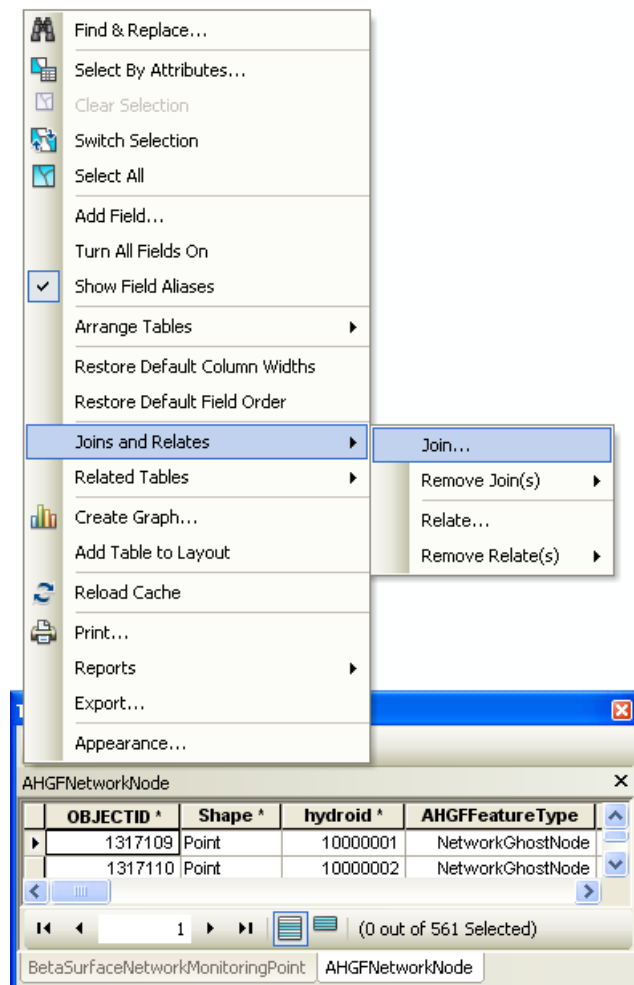 Find & Replace...
Select By Attributes...
Clear Selection
Switch Selection
Select All
Add Field...
Turn All Fields On
Show Field Aliases
Arrange Tables
Restore Default Column Widths
Restore Default Field Order
Joins and Relates
Join...
Related Tables
Remove Join(s)
Create Graph...
Relate...
Add Table to Layout
Remove Relate(s)
Reload Cache
Print...
Reports
Export...
Appearance...
AHGFNetworkNode
OBJECTID * Shape * hydroid * AHGFFeatureType
1317109 Point 10000001 NetworkGhostNode
1317110 Point 10000002 NetworkGhostNode
1 (0 out of 561 Selected)
BetaSurfaceNetworkMonitoringPoint AHGFNetworkNode